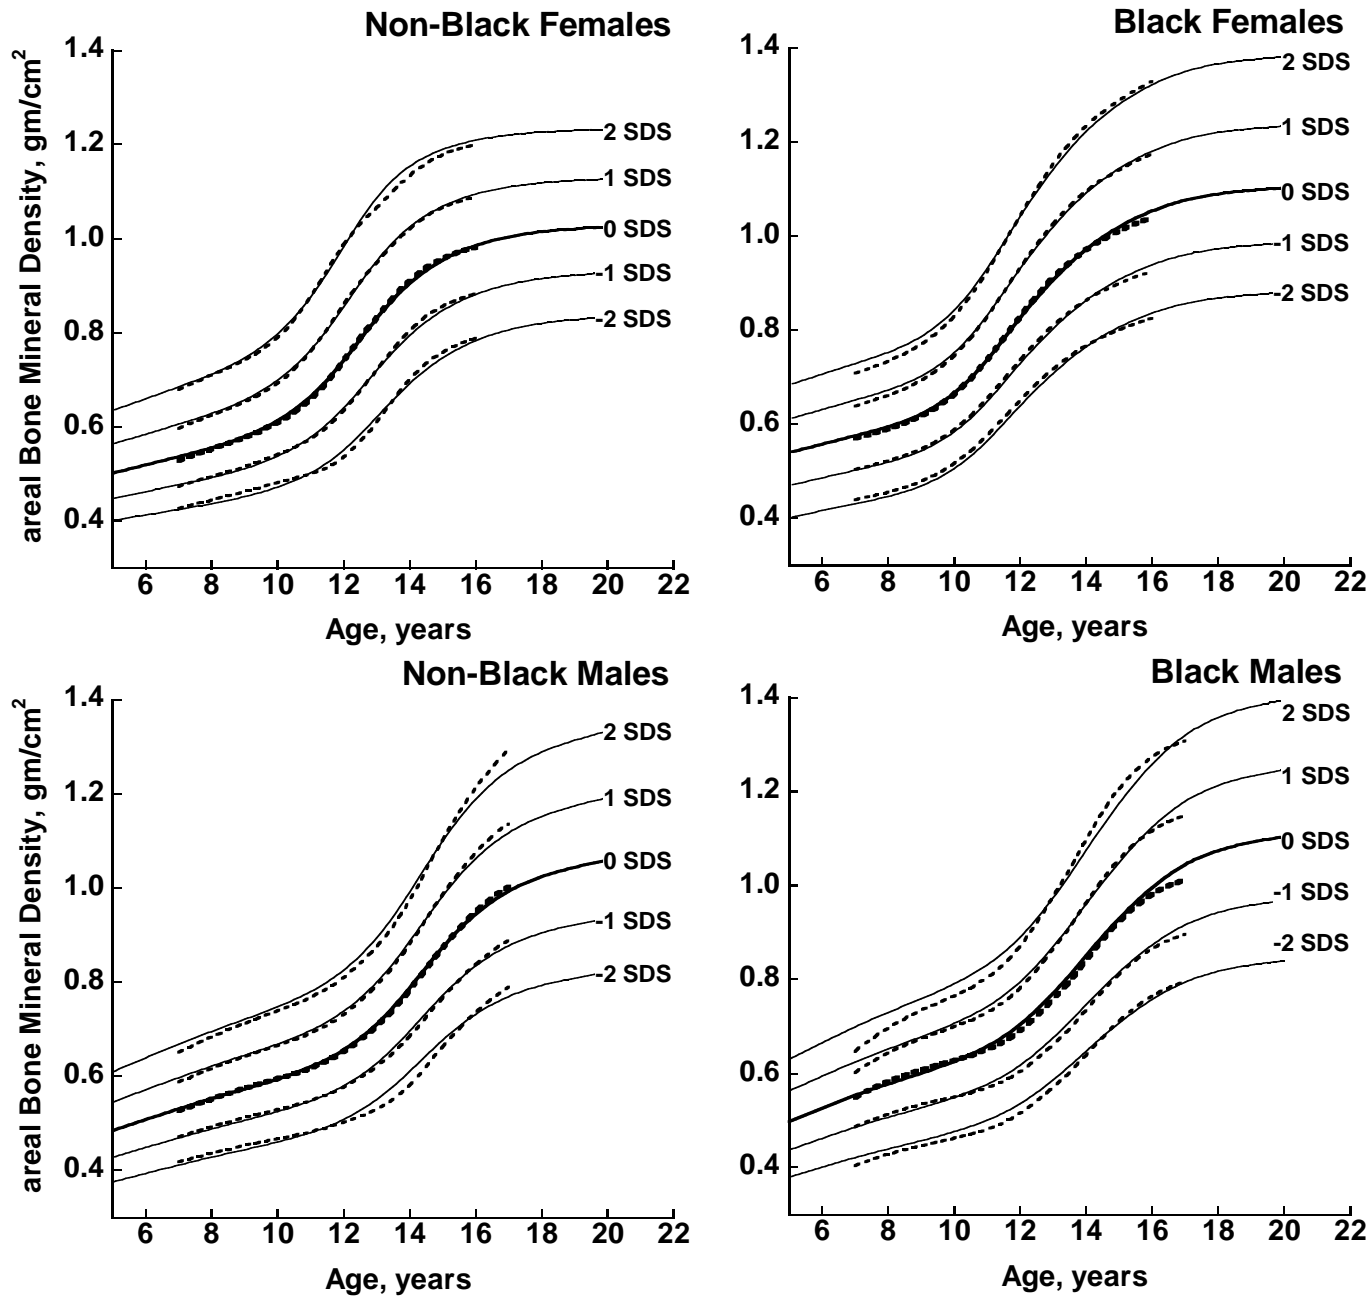 Non-Black Females
areal Bone Mineral Density, gm/cm²
1.4
1.2
1.0
0.8
0.6
0.4
2 SDS
1 SDS
0 SDS
-1 SDS
-2 SDS
6 8 10 12 14 16 18 20 22
Age, years
Black Females
1.4
1.2
1.0
0.8
0.6
0.4
2 SDS
1 SDS
0 SDS
-1 SDS
-2 SDS
6 8 10 12 14 16 18 20 22
Age, years
Non-Black Males
areal Bone Mineral Density, gm/cm²
1.4
1.2
1.0
0.8
0.6
0.4
2 SDS
1 SDS
0 SDS
-1 SDS
-2 SDS
6 8 10 12 14 16 18 20 22
Age, years
Black Males
1.4
1.2
1.0
0.8
0.6
0.4
2 SDS
1 SDS
0 SDS
-1 SDS
-2 SDS
6 8 10 12 14 16 18 20 22
Age, years